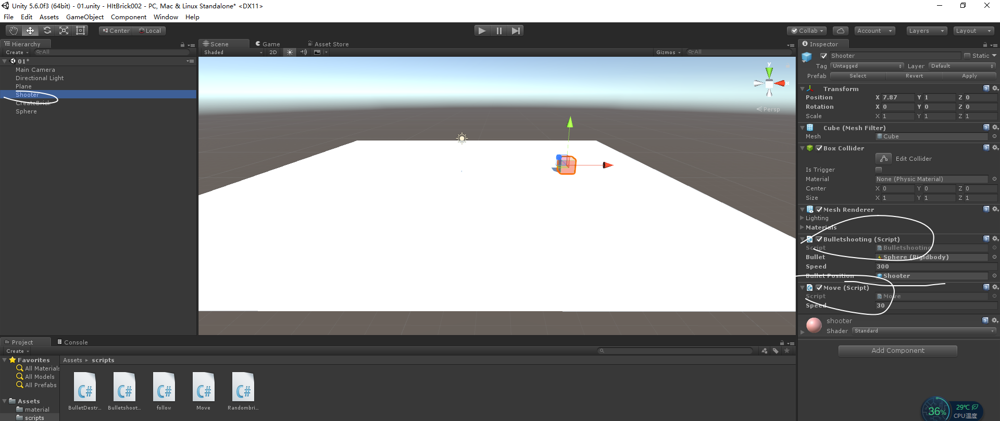 Unity 5.6.0f3 (64bit) - 01.unity - HItBrick002 - PC, Mac & Linux Standalone* <DX11>
File Edit Assets GameObject Component Window Help
Center Local
Collab Account Layers Layout
Hierarchy
Create All
01*
Main Camera
Directional Light
Plane
Shooter
CreateBrick
Sphere
Scene Game Asset Store
Shaded 2D Gizmos All
y
x
Persp
Inspector
Shooter Static
Tag Untagged Layer Default
Prefab Select Revert Apply
Transform
Position X 7.87 Y 1 Z 0
Rotation X 0 Y 0 Z 0
Scale X 1 Y 1 Z 1
Cube (Mesh Filter)
Mesh Cube
Box Collider
Edit Collider
Is Trigger
Material None (Physic Material)
Center X 0 Y 0 Z 0
Size X 1 Y 1 Z 1
Mesh Renderer
Lighting
Materials
Bulletshooting (Script)
Script Bulletshooting
Bullet Sphere (Rigidbody)
Speed 300
Bullet Position Shooter
Move (Script)
Script Move
Speed 30
shooter
Shader Standard
Add Component
Project Console
Create
Favorites
All Materials
All Models
All Prefabs
Assets
material
scripts
Assets ▸ scripts
C# C# C# C# C#
BulletDestr... Bulletshoot... follow Move Randombri...
36%
29℃
CPU温度